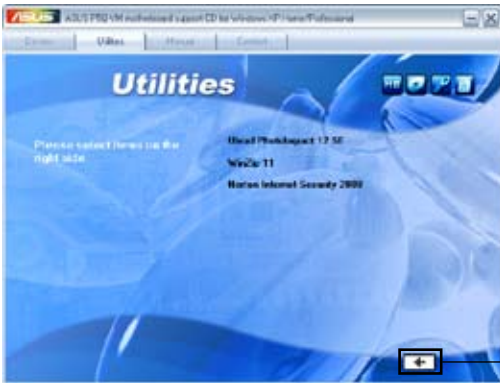 ASUS
ASUS P5Q-VM motherboard support CD for Windows XP Home/Professional
Drivers Utilities Manual Contact
Utilities
Please select items on the
right side
Ulead PhotoImpact 12 SE
WinZip 11
Norton Internet Security 2008